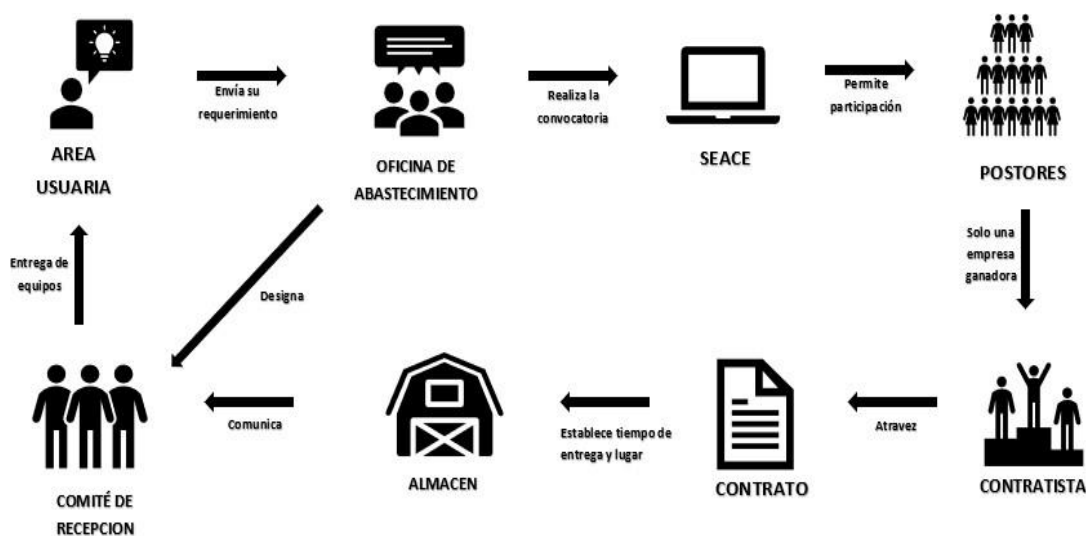 Envía su
requerimiento
Realiza la
convocatoria
Permite
participación
AREA
USUARIA
OFICINA DE
ABASTECIMIENTO
SEACE
POSTORES
Entrega de
equipos
Designa
Solo una
empresa
ganadora
Comunica
Establece tiempo de
entrega y lugar
Atravez
COMITÉ DE
RECEPCION
ALMACEN
CONTRATO
CONTRATISTA